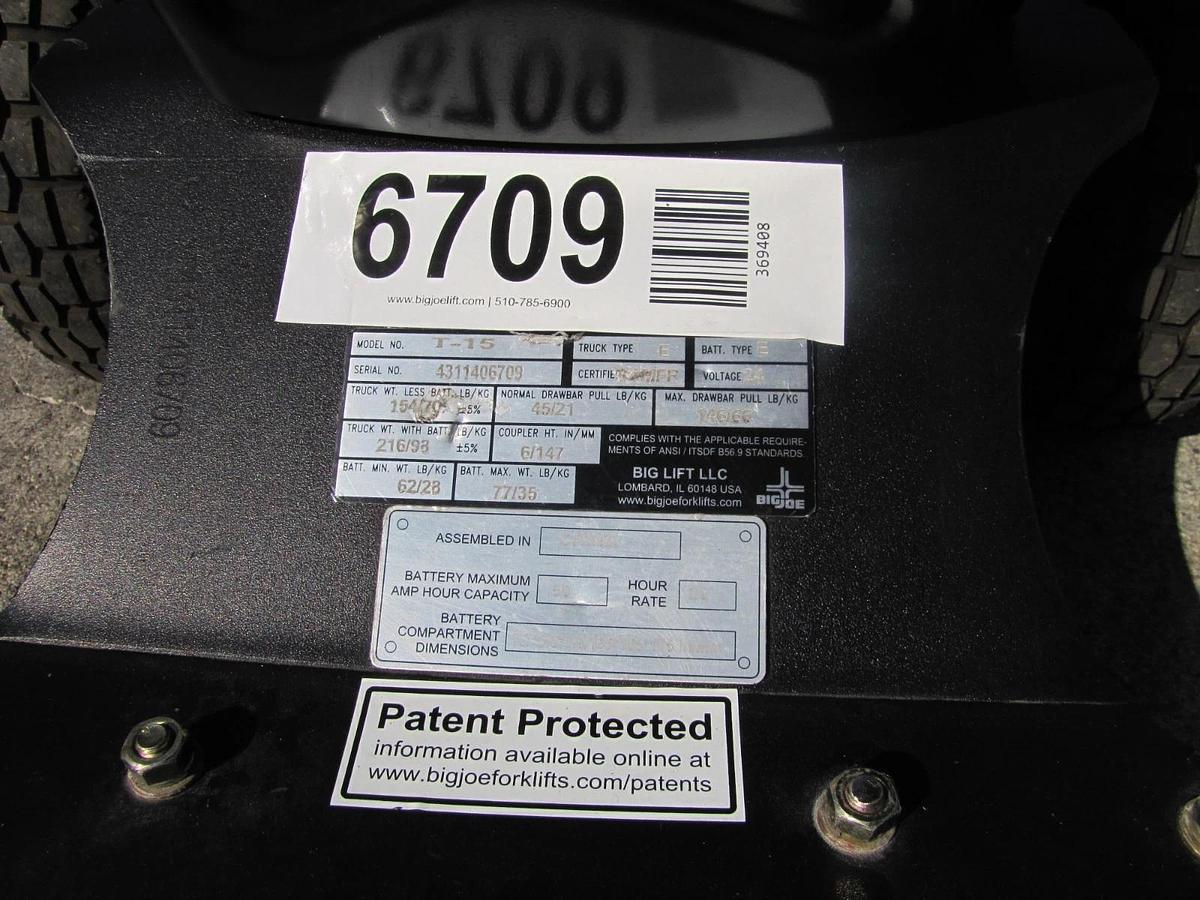 6709
6709
369408
www.bigjoelift.com | 510-785-6900
MODEL NO. T-15 TRUCK TYPE E BATT. TYPE E
SERIAL NO. 4311406709 VOLTAGE 24
TRUCK WT. LESS BATT. LB/KG NORMAL DRAWBAR PULL LB/KG MAX. DRAWBAR PULL LB/KG
154/70 ±5% 45/21
TRUCK WT. WITH BATT. LB/KG COUPLER HT. IN/MM
216/98 ±5% 6/147
COMPLIES WITH THE APPLICABLE REQUIRE-
MENTS OF ANSI / ITSDF B56.9 STANDARDS
BATT. MIN. WT. LB/KG BATT. MAX. WT. LB/KG
62/28 77/35
BIG LIFT LLC
LOMBARD, IL 60148 USA
www.bigjoeforklifts.com
BIG JOE
ASSEMBLED IN
BATTERY MAXIMUM
AMP HOUR CAPACITY
HOUR
RATE
BATTERY
COMPARTMENT
DIMENSIONS
Patent Protected
information available online at
www.bigjoeforklifts.com/patents